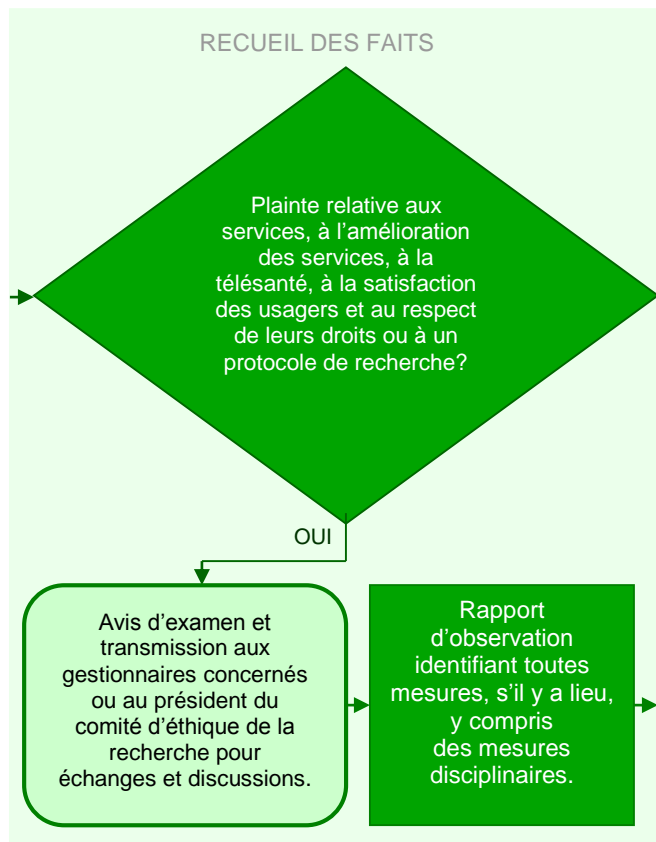 RECUEIL DES FAITS
Plainte relative aux
services, à l'amélioration
des services, à la
télésanté, à la satisfaction
des usagers et au respect
de leurs droits ou à un
protocole de recherche?
OUI
Avis d'examen et
transmission aux
gestionnaires concernés
ou au président du
comité d'éthique de la
recherche pour
échanges et discussions.
Rapport
d'observation
identifiant toutes
mesures, s'il y a lieu,
y compris
des mesures
disciplinaires.